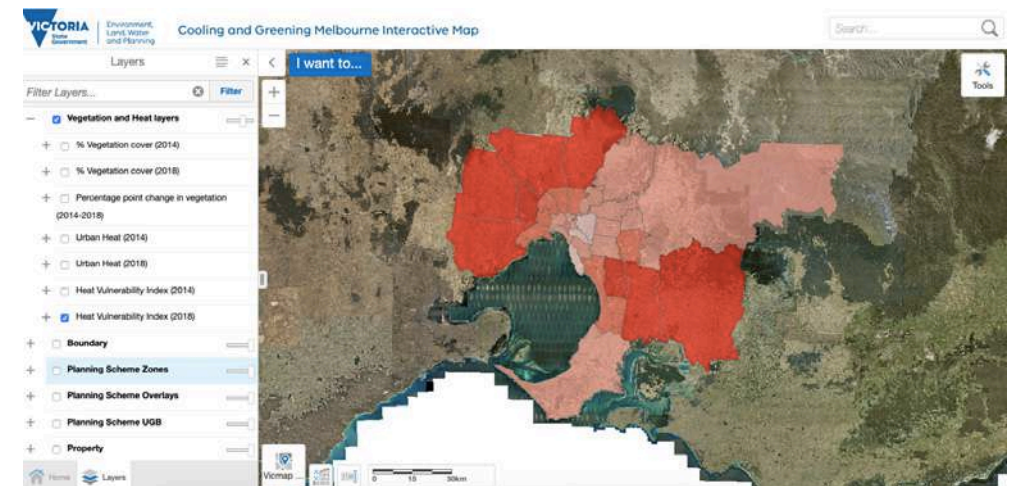 VICTORIA
State
Government
Environment,
Land, Water
and Planning
Cooling and Greening Melbourne Interactive Map
Search...
Layers
I want to...
Tools
Filter Layers...
Filter
Vegetation and Heat layers
% Vegetation cover (2014)
% Vegetation cover (2018)
Percentage point change in vegetation
(2014-2018)
Urban Heat (2014)
Urban Heat (2018)
Heat Vulnerability Index (2014)
Heat Vulnerability Index (2018)
Boundary
Planning Scheme Zones
Planning Scheme Overlays
Planning Scheme UGB
Property
Home
Layers
Vicmap ...
0 15 30km